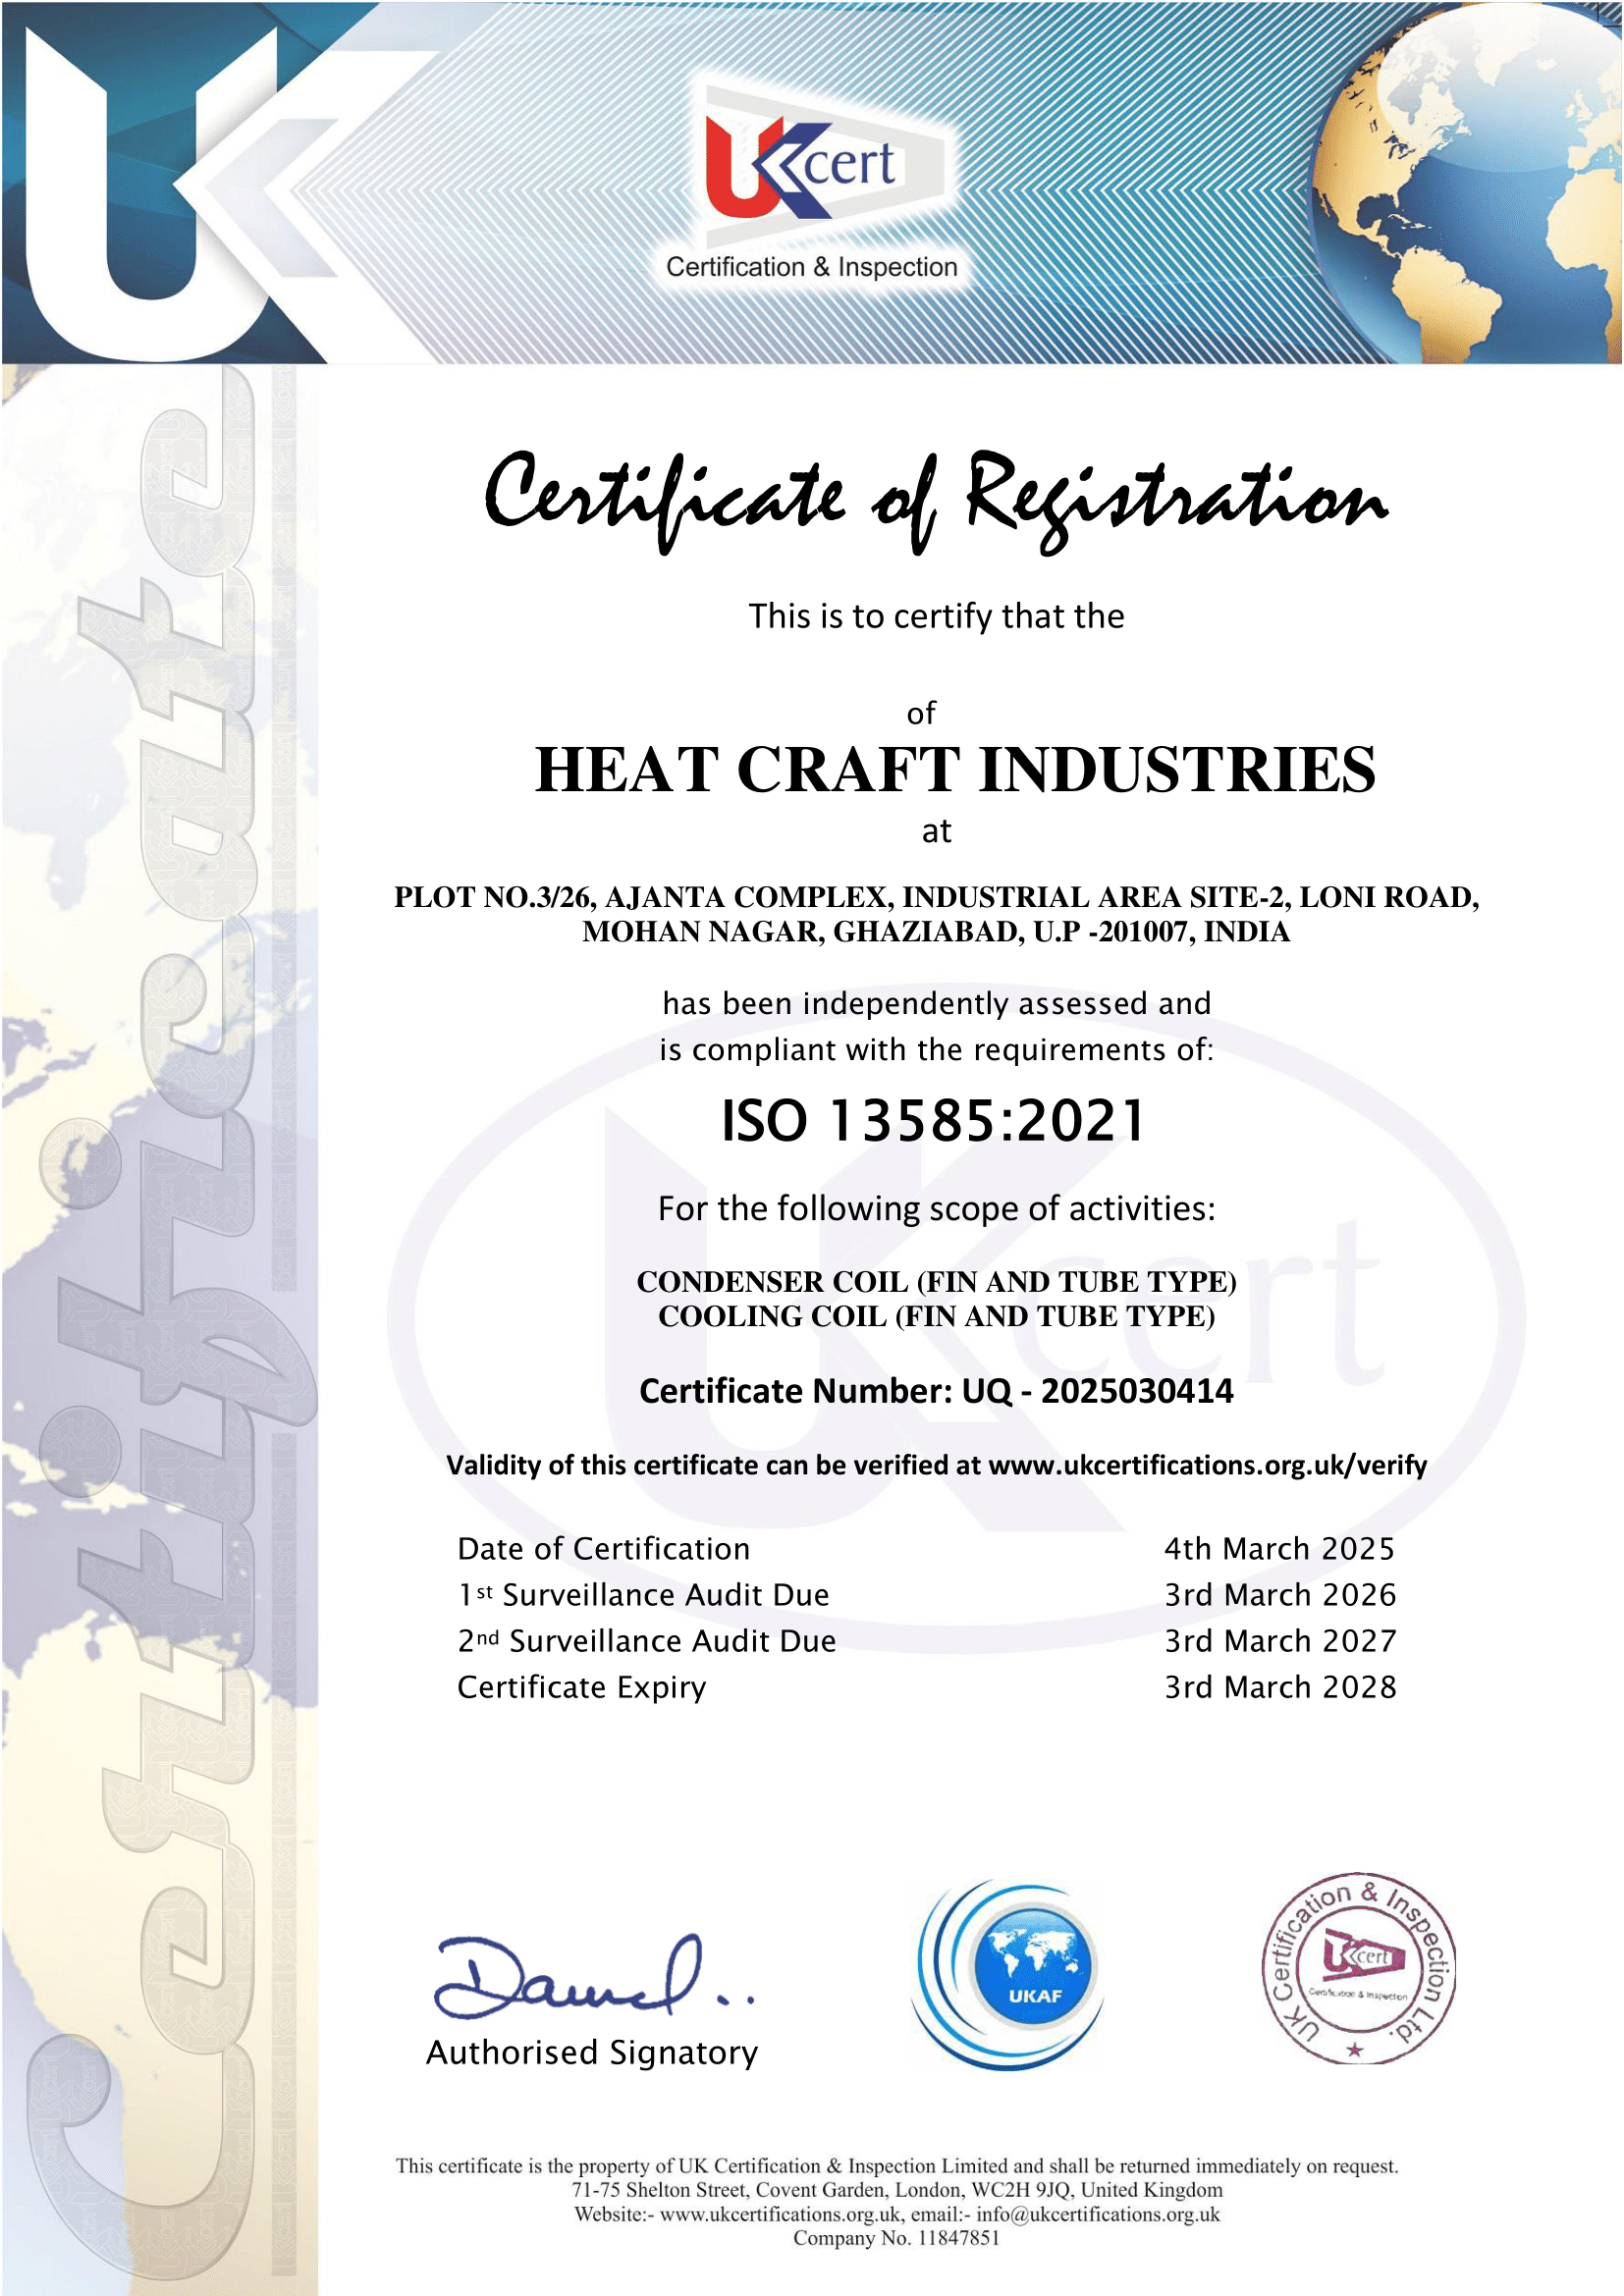 UK
UKcert
Certification & Inspection
Certificate
Certificate of Registration
This is to certify that the
of
HEAT CRAFT INDUSTRIES
at
PLOT NO.3/26, AJANTA COMPLEX, INDUSTRIAL AREA SITE-2, LONI ROAD,
MOHAN NAGAR, GHAZIABAD, U.P -201007, INDIA
has been independently assessed and
is compliant with the requirements of:
ISO 13585:2021
For the following scope of activities:
CONDENSER COIL (FIN AND TUBE TYPE)
COOLING COIL (FIN AND TUBE TYPE)
Certificate Number: UQ - 2025030414
Validity of this certificate can be verified at www.ukcertifications.org.uk/verify
Date of Certification 4th March 2025
1st Surveillance Audit Due 3rd March 2026
2nd Surveillance Audit Due 3rd March 2027
Certificate Expiry 3rd March 2028
UKcert
Authorised Signatory
UKAF
UK Certification & Inspection Ltd.
UKcert
Certification & Inspection
This certificate is the property of UK Certification & Inspection Limited and shall be returned immediately on request.
71-75 Shelton Street, Covent Garden, London, WC2H 9JQ, United Kingdom
Website:- www.ukcertifications.org.uk, email:- info@ukcertifications.org.uk
Company No. 11847851